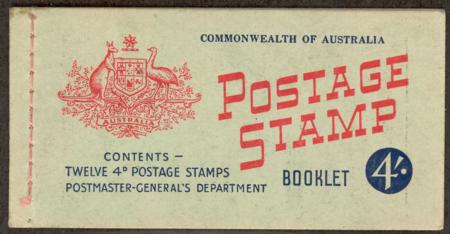 COMMONWEALTH OF AUSTRALIA
POSTAGE
STAMP
AUSTRALIA
CONTENTS –
TWELVE 4ᴰ POSTAGE STAMPS
POSTMASTER-GENERAL'S DEPARTMENT
BOOKLET 4/-